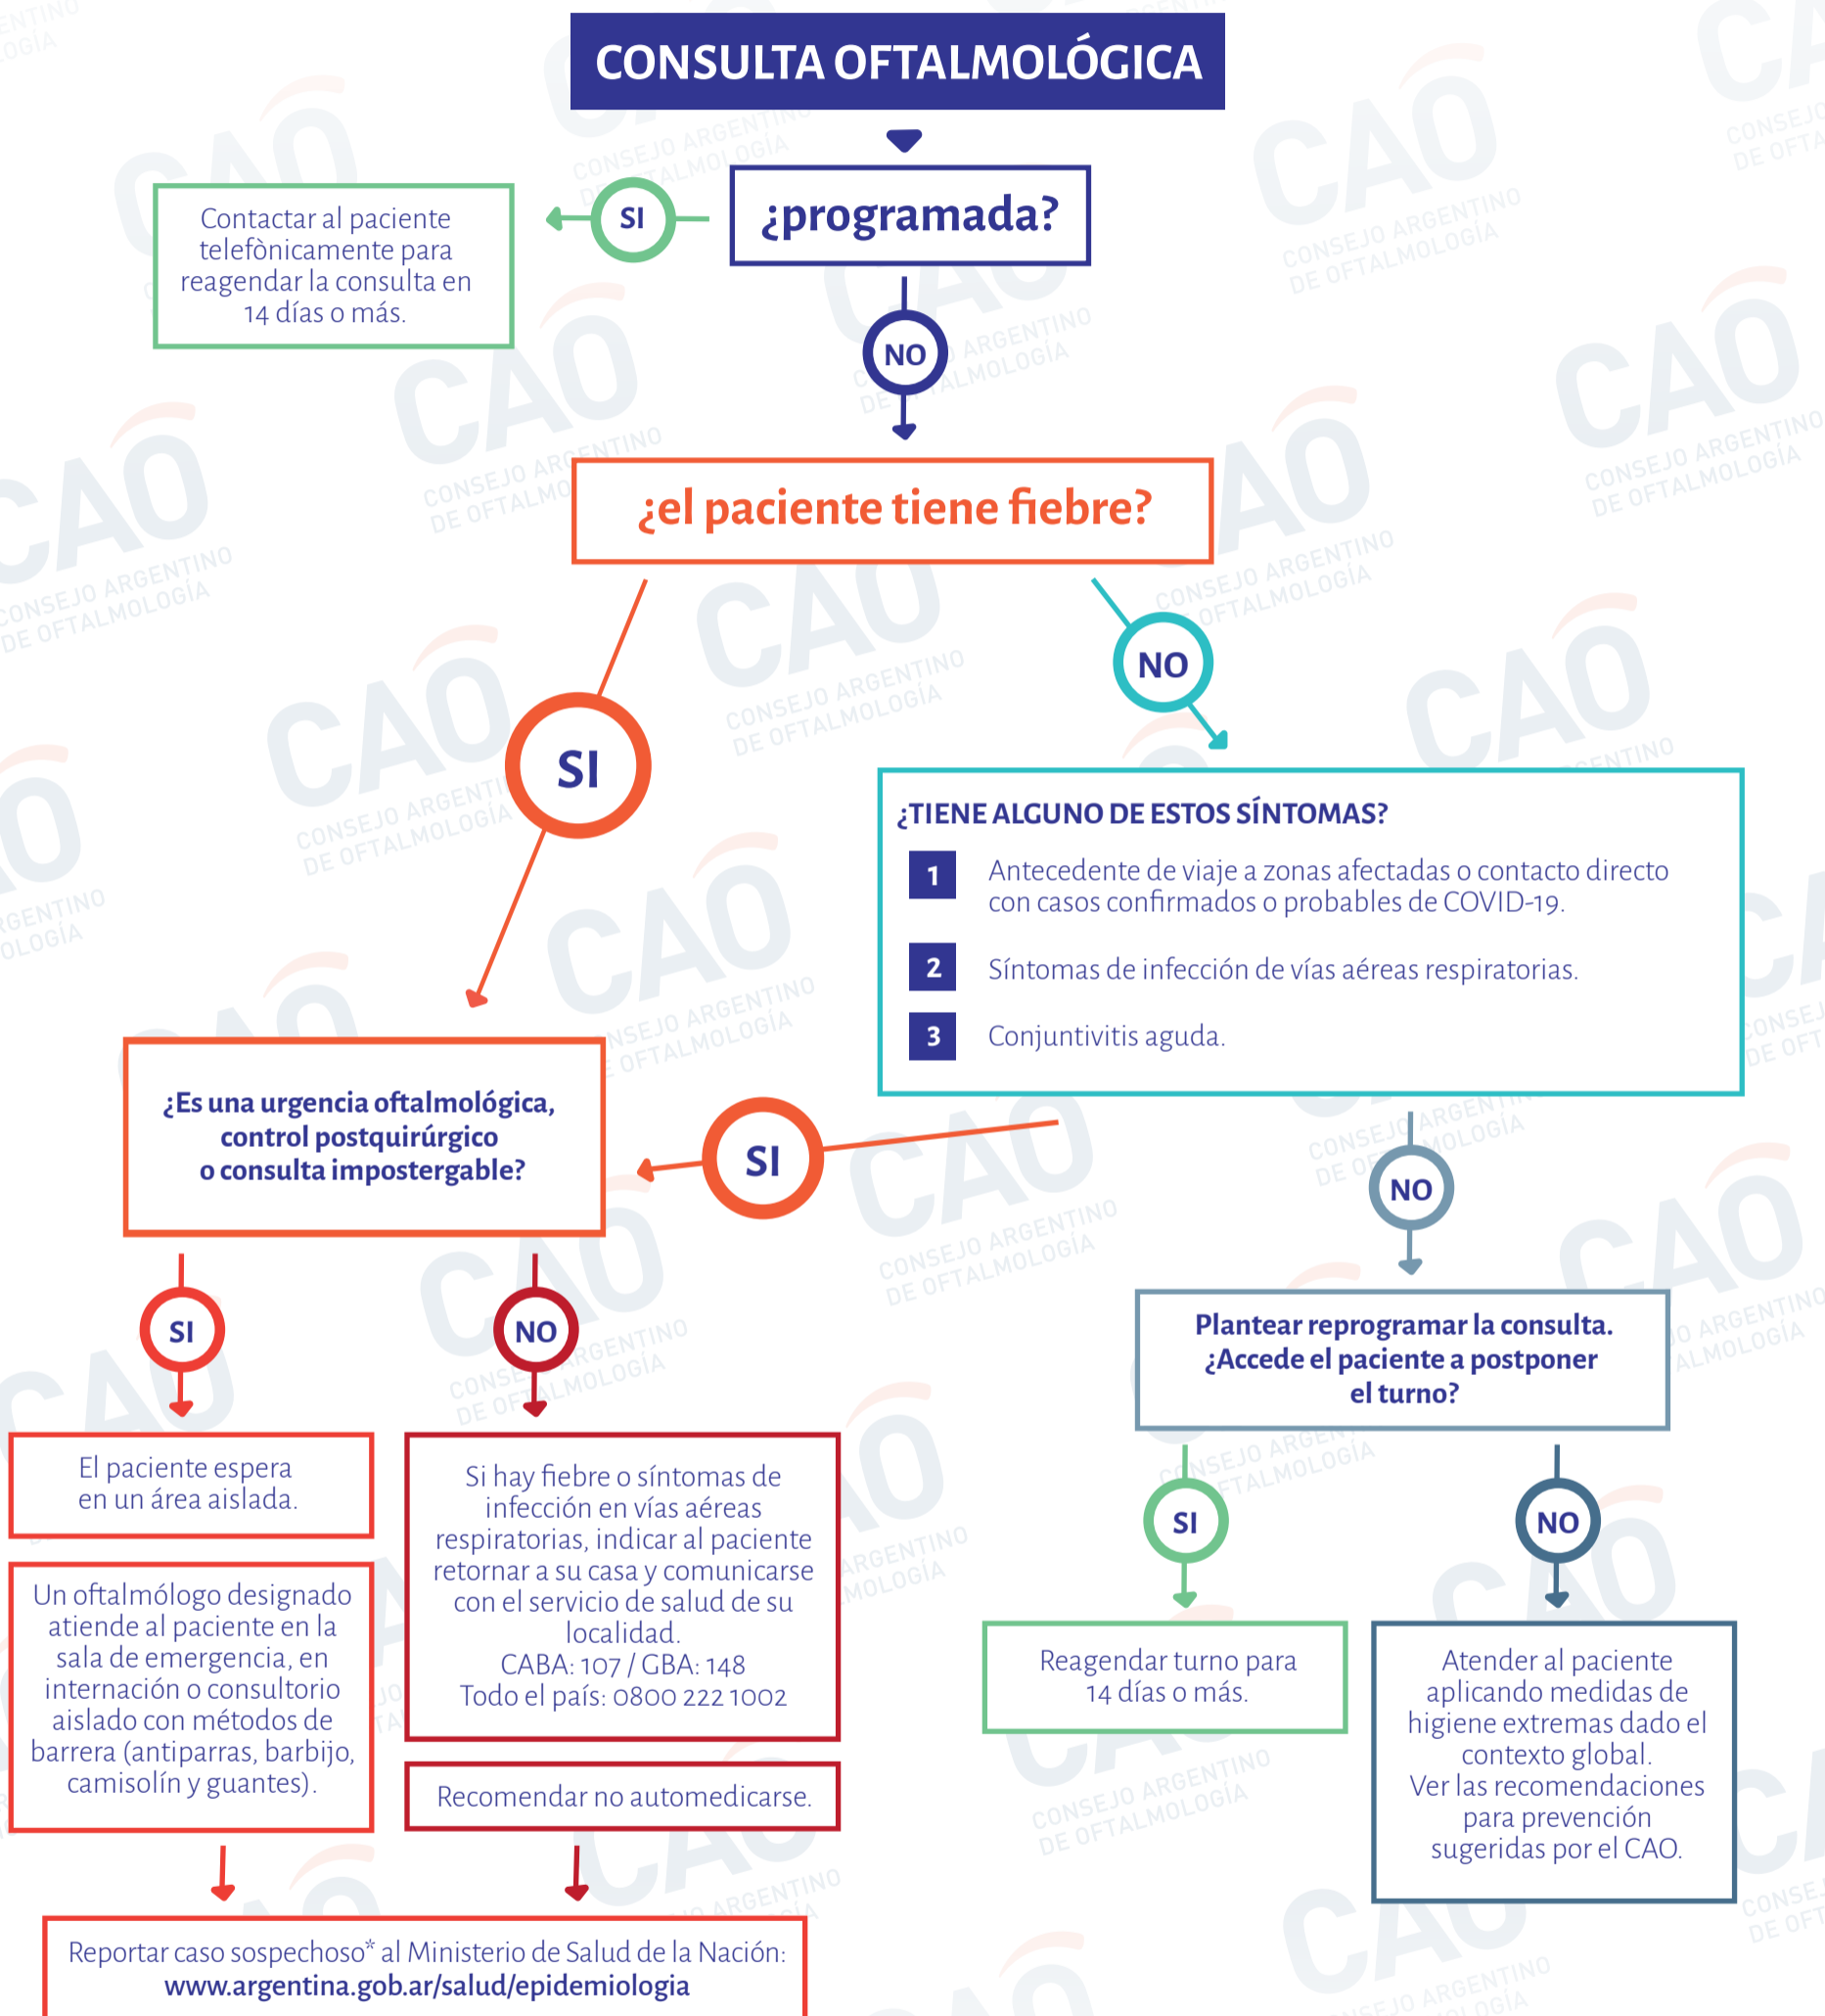 CONSULTA OFTALMOLÓGICA
¿programada?
SI
Contactar al paciente
telefònicamente para
reagendar la consulta en
14 días o más.
NO
¿el paciente tiene fiebre?
SI
NO
¿TIENE ALGUNO DE ESTOS SÍNTOMAS?
1 Antecedente de viaje a zonas afectadas o contacto directo
con casos confirmados o probables de COVID-19.
2 Síntomas de infección de vías aéreas respiratorias.
3 Conjuntivitis aguda.
¿Es una urgencia oftalmológica,
control postquirúrgico
o consulta impostergable?
SI
NO
SI
NO
Plantear reprogramar la consulta.
¿Accede el paciente a postponer
el turno?
El paciente espera
en un área aislada.
Un oftalmólogo designado
atiende al paciente en la
sala de emergencia, en
internación o consultorio
aislado con métodos de
barrera (antiparras, barbijo,
camisolín y guantes).
Si hay fiebre o síntomas de
infección en vías aéreas
respiratorias, indicar al paciente
retornar a su casa y comunicarse
con el servicio de salud de su
localidad.
CABA: 107 / GBA: 148
Todo el país: 0800 222 1002
Recomendar no automedicarse.
SI
NO
Reagendar turno para
14 días o más.
Atender al paciente
aplicando medidas de
higiene extremas dado el
contexto global.
Ver las recomendaciones
para prevención
sugeridas por el CAO.
Reportar caso sospechoso* al Ministerio de Salud de la Nación:
www.argentina.gob.ar/salud/epidemiologia
CAO
CONSEJO ARGENTINO
DE OFTALMOLOGÍA